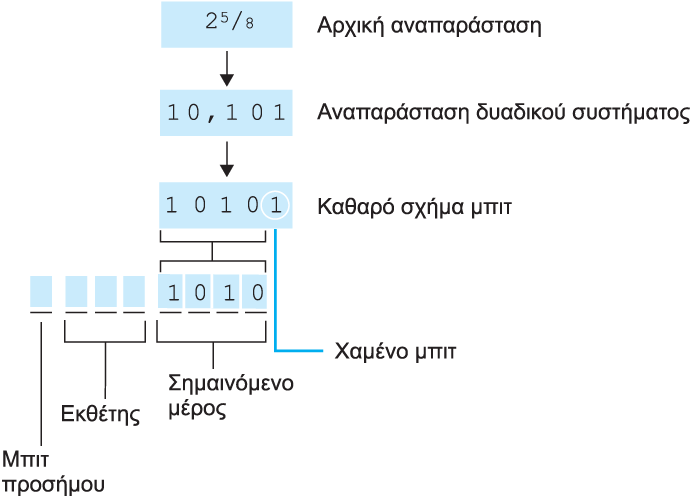 2⁵/₈ Αρχική αναπαράσταση
10,101 Αναπαράσταση δυαδικού συστήματος
10101 Καθαρό σχήμα μπιτ
1010
Χαμένο μπιτ
Σημαινόμενο
μέρος
Εκθέτης
Μπιτ
προσήμου